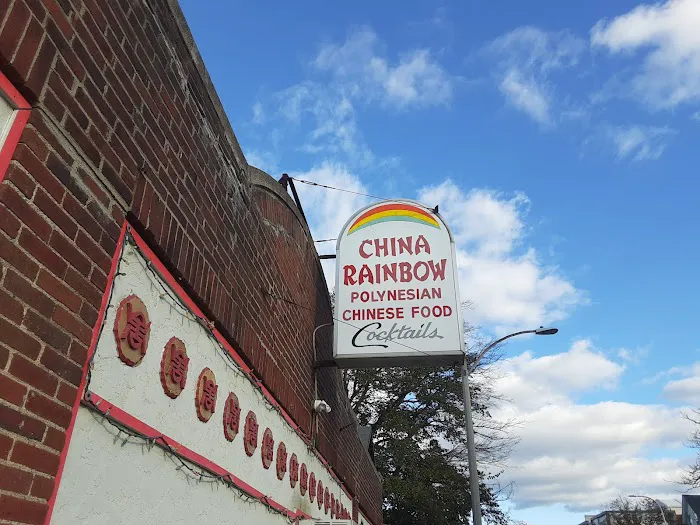 CHINA
RAINBOW
POLYNESIAN
CHINESE FOOD
Cocktails